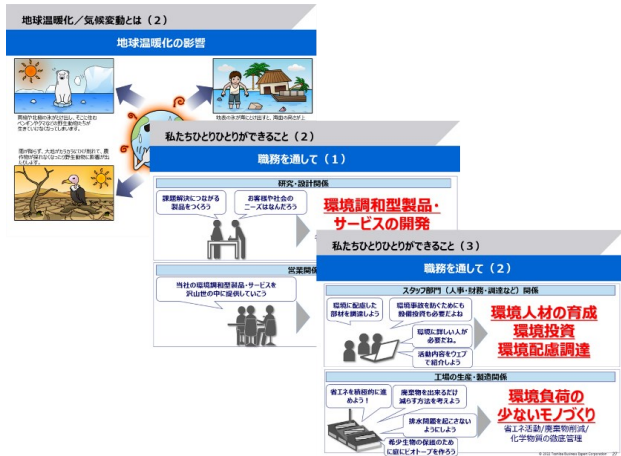 地球温暖化／気候変動とは（２）
地球温暖化の影響
生きていけなくなってしまいます。
私たちひとりひとりができること（２）
職務を通して（１）
研究・設計関係
課題解決につながる
製品をつくろう
お客様や社会の
ニーズはなんだろう
環境調和型製品・
サービスの開発
営業関係
当社の環境調和型製品・サービスを
沢山世の中に提供していこう
私たちひとりひとりができること（３）
職務を通して（２）
スタッフ部門（人事・財務・調達など）関係
環境に配慮した
部材を調達しよう
環境事故を防ぐためにも
設備投資も必要だよね
環境に詳しい人が
必要だね。
活動内容をウェブ
で紹介しよう
環境人材の育成
環境投資
環境配慮調達
工場の生産・製造関係
省エネを積極的に進
めよう！
廃棄物を出来るだけ
減らす方法を考えよう
排水問題を起こさない
ようにしよう
希少生物の保護のため
に庭にビオトープを作ろう
環境負荷の
少ないモノづくり
省エネ活動/廃棄物削減/
化学物質の徹底管理